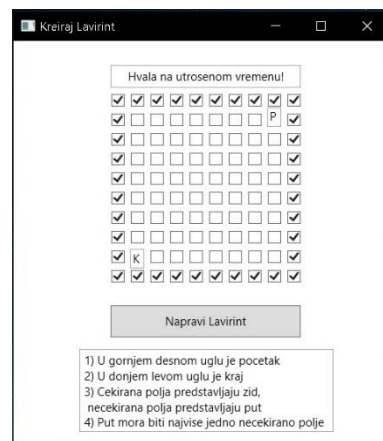 Kreiraj Lavirint
Hvala na utrosenom vremenu!
P
K
Napravi Lavirint
1) U gornjem desnom uglu je pocetak
2) U donjem levom uglu je kraj
3) Cekirana polja predstavljaju zid,
necekirana polja predstavljaju put
4) Put mora biti najvise jedno necekirano polje